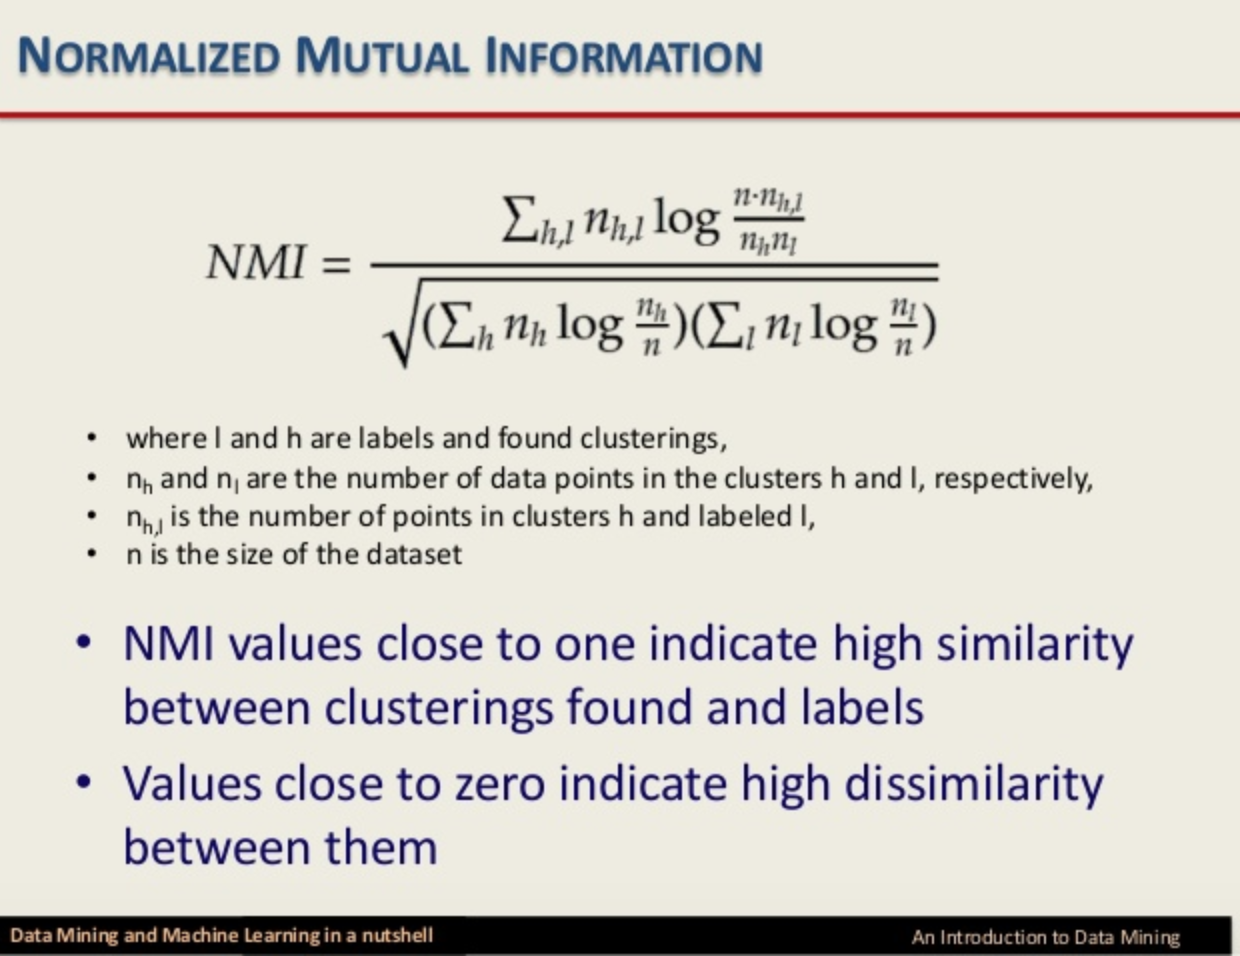 NORMALIZED MUTUAL INFORMATION
NMI = \frac{\sum_{h,l} n_{h,l} \log \frac{n \cdot n_{h,l}}{n_h n_l}}{\sqrt{(\sum_h n_h \log \frac{n_h}{n})(\sum_l n_l \log \frac{n_l}{n})}}
• where l and h are labels and found clusterings,
• n_h and n_l are the number of data points in the clusters h and l, respectively,
• n_{h,l} is the number of points in clusters h and labeled l,
• n is the size of the dataset
• NMI values close to one indicate high similarity
between clusterings found and labels
• Values close to zero indicate high dissimilarity
between them
Data Mining and Machine Learning in a nutshell
An Introduction to Data Mining